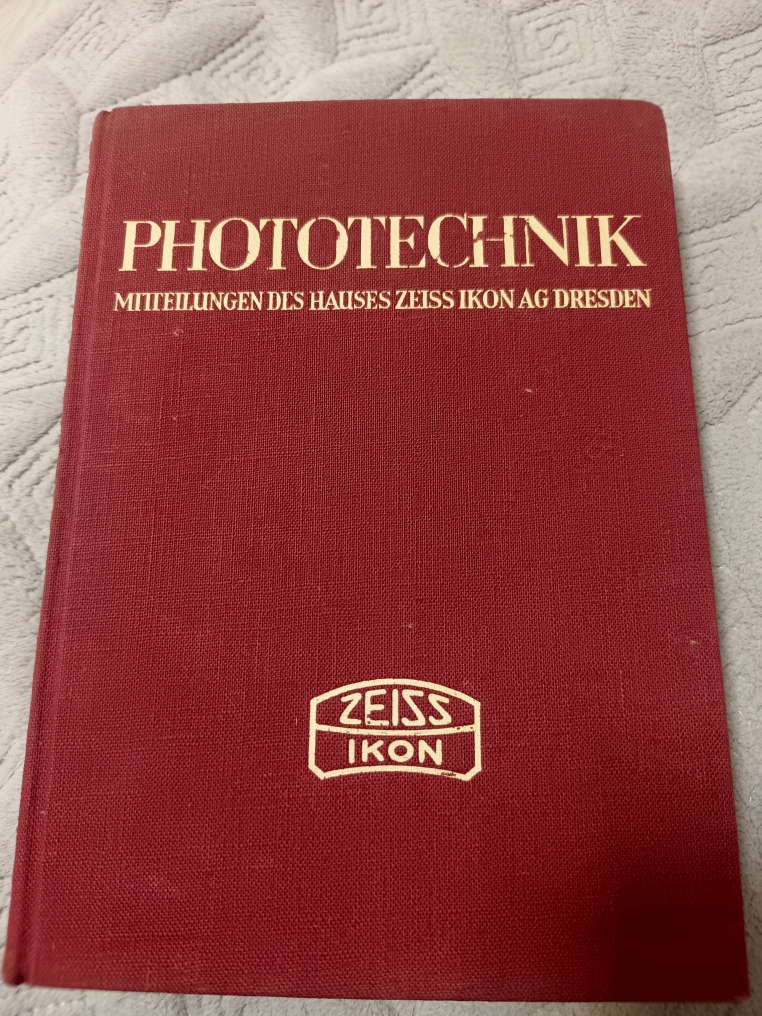 PHOTOTECHNIK
MITTEILUNGEN DES HAUSES ZEISS IKON AG DRESDEN
ZEISS
IKON